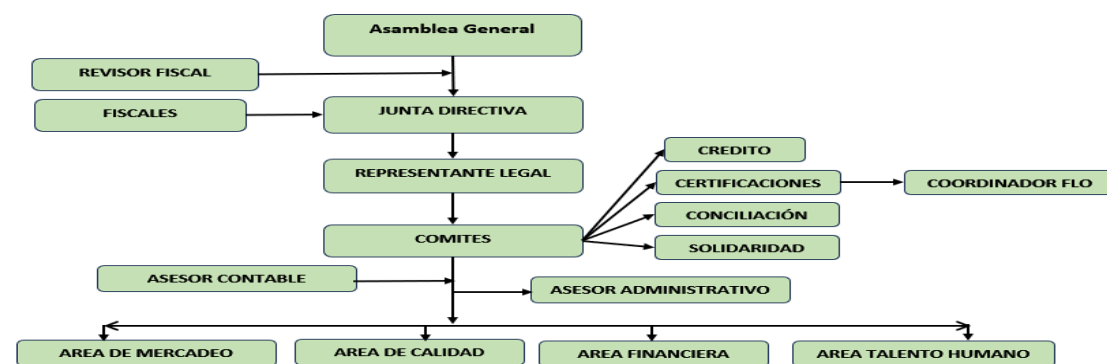 Asamblea General
REVISOR FISCAL
FISCALES
JUNTA DIRECTIVA
REPRESENTANTE LEGAL
COMITES
CREDITO
CERTIFICACIONES
COORDINADOR FLO
CONCILIACIÓN
SOLIDARIDAD
ASESOR CONTABLE
ASESOR ADMINISTRATIVO
AREA DE MERCADEO
AREA DE CALIDAD
AREA FINANCIERA
AREA TALENTO HUMANO